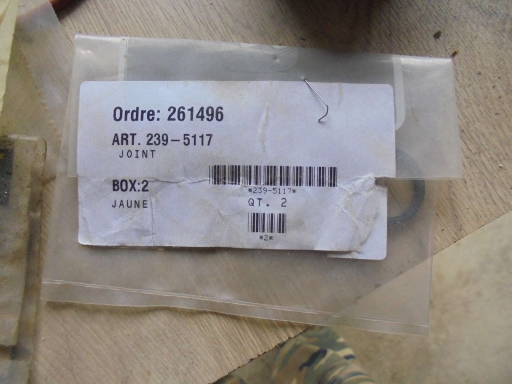 Ordre: 261496
ART. 239-5117
JOINT
*239-5117*
BOX:2
QT. 2
JAUNE
*2*